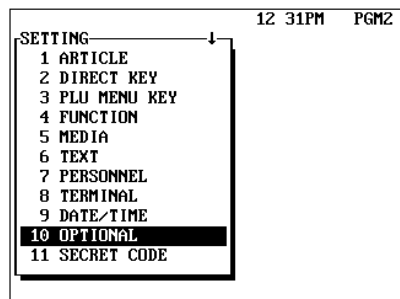 12 31PM PGM2
SETTING
1 ARTICLE
2 DIRECT KEY
3 PLU MENU KEY
4 FUNCTION
5 MEDIA
6 TEXT
7 PERSONNEL
8 TERMINAL
9 DATE/TIME
10 OPTIONAL
11 SECRET CODE